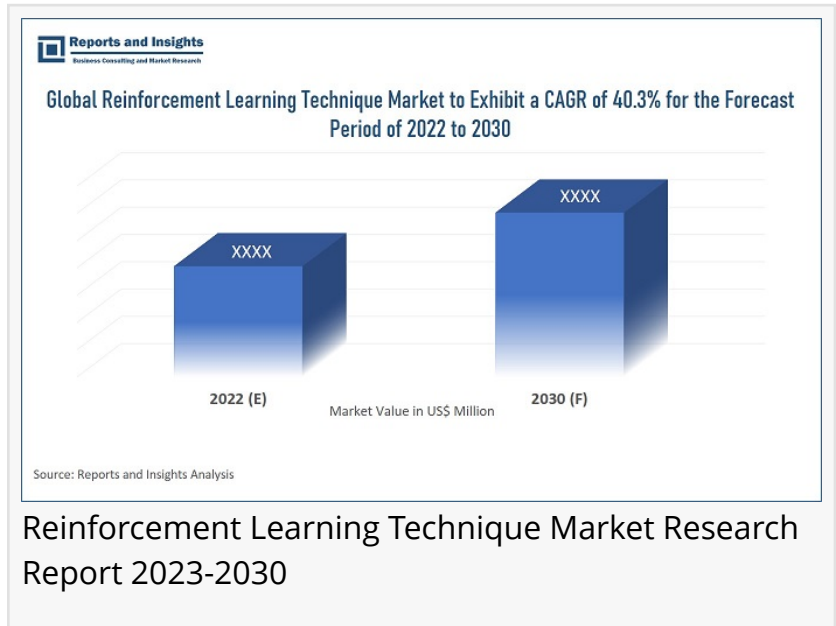 Reports and Insights
Business Consulting and Market Research
Global Reinforcement Learning Technique Market to Exhibit a CAGR of 40.3% for the Forecast
Period of 2022 to 2030
XXXX
XXXX
2022 (E)
2030 (F)
Market Value in US$ Million
Source: Reports and Insights Analysis
Reinforcement Learning Technique Market Research
Report 2023-2030